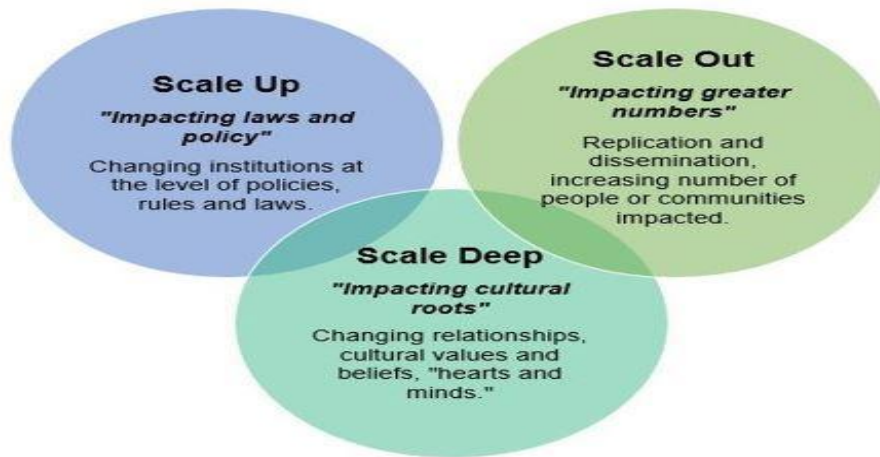 Scale Up
"Impacting laws and
policy"
Changing institutions at
the level of policies,
rules and laws.
Scale Out
"Impacting greater
numbers"
Replication and
dissemination,
increasing number of
people or communities
impacted.
Scale Deep
"Impacting cultural
roots"
Changing relationships,
cultural values and
beliefs, "hearts and
minds."